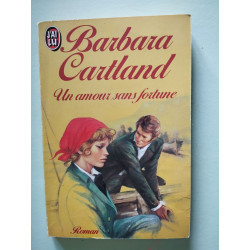 J'AI
LU
Barbara
Cartland
Un amour sans fortune
Roman